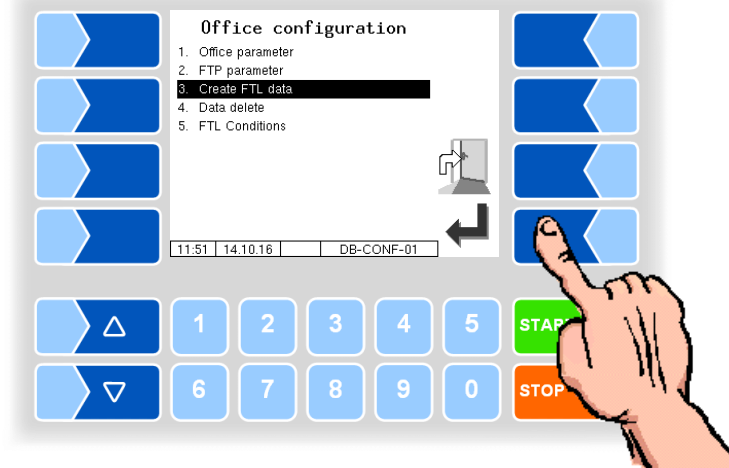 Office configuration
1. Office parameter
2. FTP parameter
3. Create FTL data
4. Data delete
5. FTL Conditions
11:51 14.10.16 DB-CONF-01
1 2 3 4 5 STAR
6 7 8 9 0 STOP